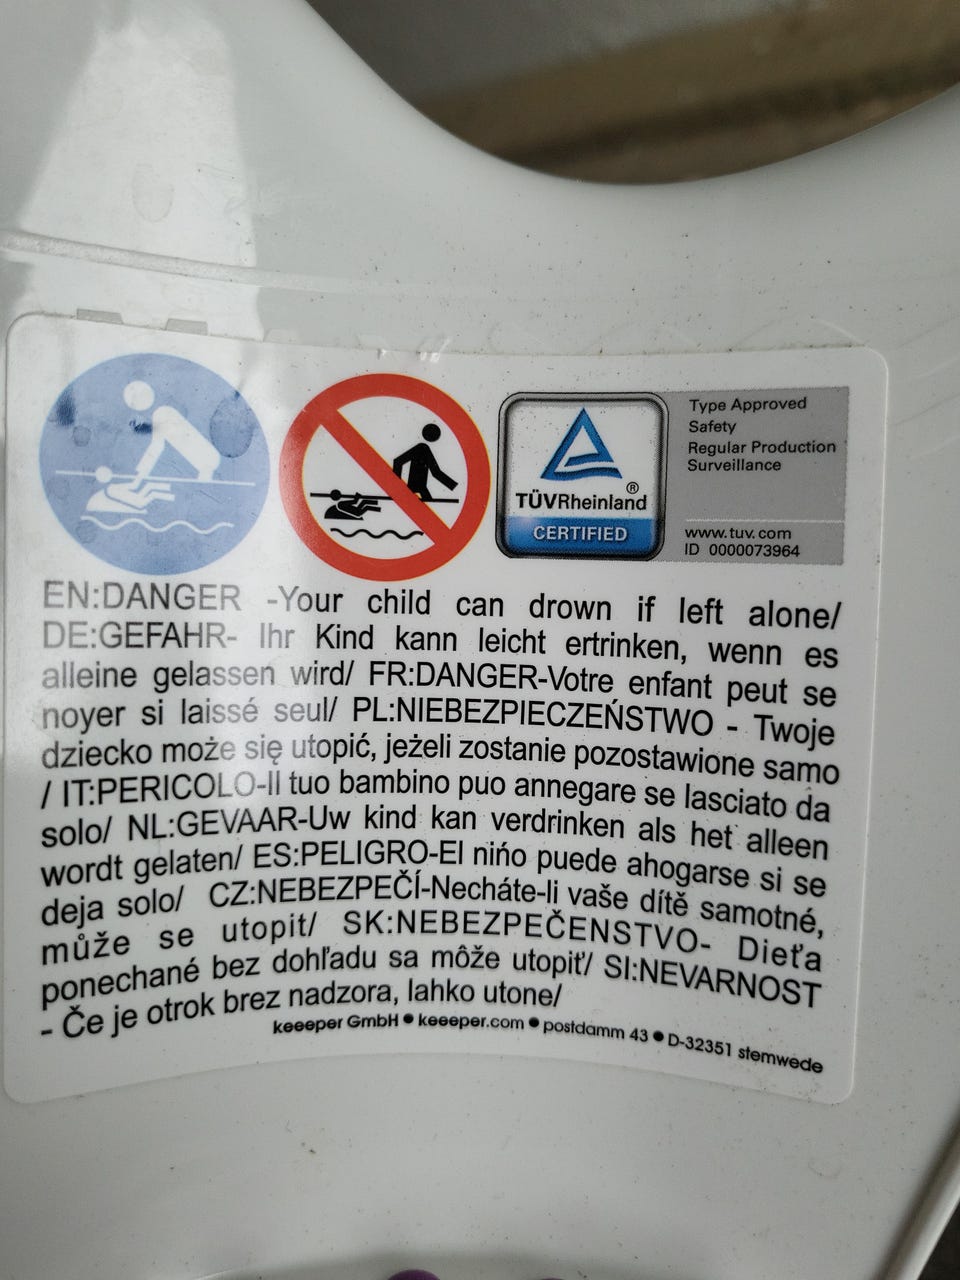 Type Approved
Safety
Regular Production
Surveillance
TÜVRheinland®
CERTIFIED
www.tuv.com
ID 0000073964
EN:DANGER -Your child can drown if left alone/
DE:GEFAHR- Ihr Kind kann leicht ertrinken, wenn es
alleine gelassen wird/ FR:DANGER-Votre enfant peut se
noyer si laissé seul/ PL:NIEBEZPIECZEŃSTWO - Twoje
dziecko może się utopić, jeżeli zostanie pozostawione samo
/ IT:PERICOLO-Il tuo bambino puo annegare se lasciato da
solo/ NL:GEVAAR-Uw kind kan verdrinken als het alleen
wordt gelaten/ ES:PELIGRO-El nińo puede ahogarse si se
deja solo/ CZ:NEBEZPEČÍ-Necháte-li vaše dítě samotné,
může se utopit/ SK:NEBEZPEČENSTVO- Dieťa
ponechané bez dohľadu sa môže utopiť/ SI:NEVARNOST
- Če je otrok brez nadzora, lahko utone/
keeeper GmbH • keeeper.com • postdamm 43 • D-32351 stemwede